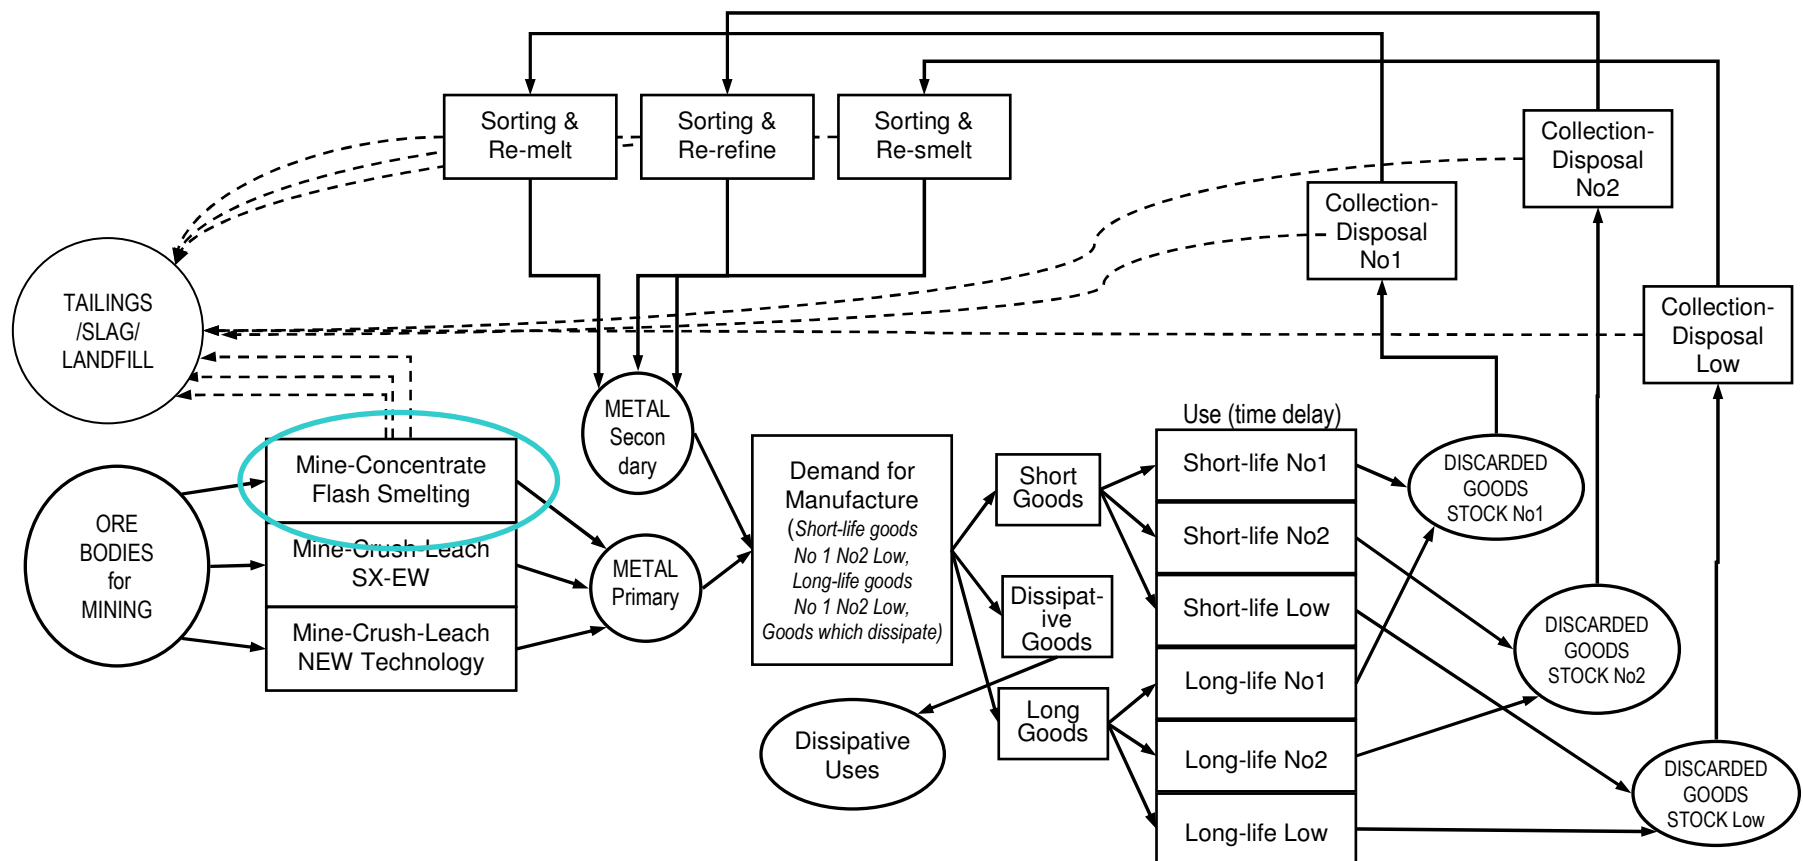 Sorting &
Re-melt
Sorting &
Re-refine
Sorting &
Re-smelt
Collection-
Disposal
No2
Collection-
Disposal
No1
Collection-
Disposal
Low
TAILINGS
/SLAG/
LANDFILL
METAL
Secon
dary
Use (time delay)
Mine-Concentrate
Flash Smelting
Mine-Crush-Leach
SX-EW
Mine-Crush-Leach
NEW Technology
ORE
BODIES
for
MINING
METAL
Primary
Demand for
Manufacture
(Short-life goods
No 1 No2 Low,
Long-life goods
No 1 No2 Low,
Goods which dissipate)
Short
Goods
Dissipat-
ive
Goods
Long
Goods
Dissipative
Uses
Short-life No1
Short-life No2
Short-life Low
Long-life No1
Long-life No2
Long-life Low
DISCARDED
GOODS
STOCK No1
DISCARDED
GOODS
STOCK No2
DISCARDED
GOODS
STOCK Low